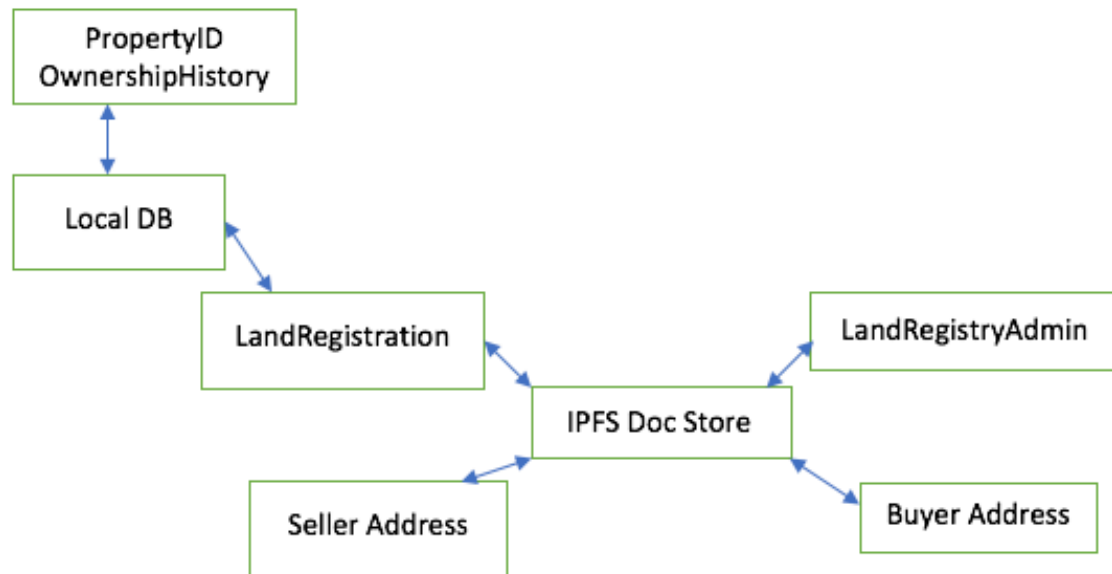 PropertyID
OwnershipHistory
Local DB
LandRegistration
LandRegistryAdmin
IPFS Doc Store
Seller Address
Buyer Address